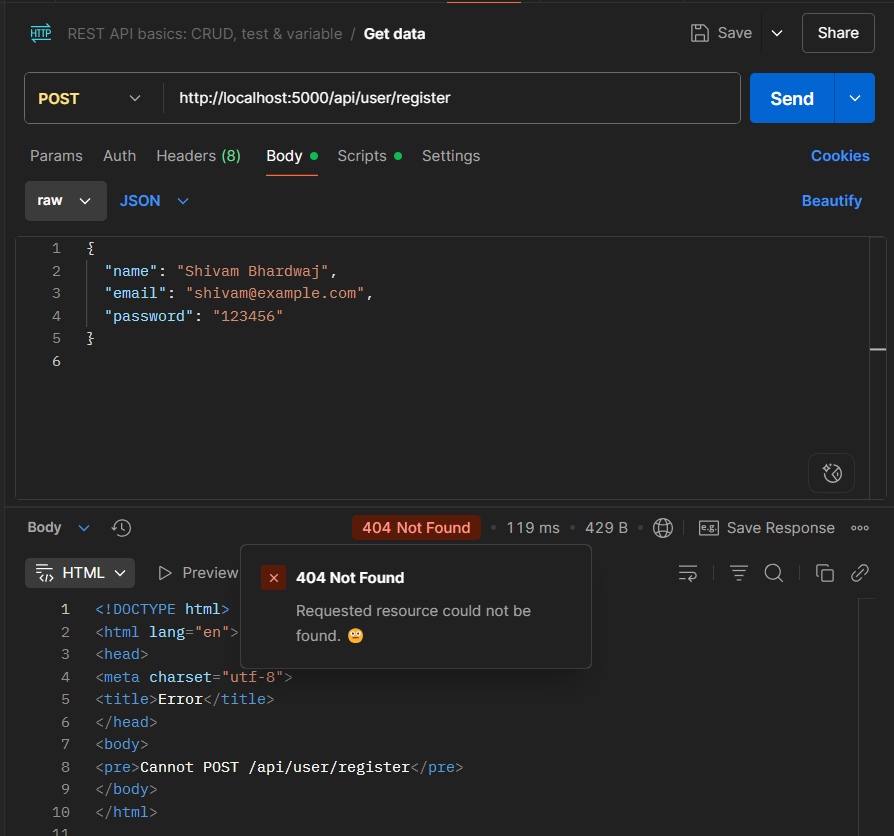 HTTP REST API basics: CRUD, test & variable / Get data Save Share
POST http://localhost:5000/api/user/register Send
Params Auth Headers (8) Body Scripts Settings Cookies
raw JSON Beautify
1 {
2 "name": "Shivam Bhardwaj",
3 "email": "shivam@example.com",
4 "password": "123456"
5 }
6
Body 404 Not Found 119 ms 429 B e.g. Save Response
HTML Preview
404 Not Found
Requested resource could not be
found.
1 <!DOCTYPE html>
2 <html lang="en">
3 <head>
4 <meta charset="utf-8">
5 <title>Error</title>
6 </head>
7 <body>
8 <pre>Cannot POST /api/user/register</pre>
9 </body>
10 </html>
11